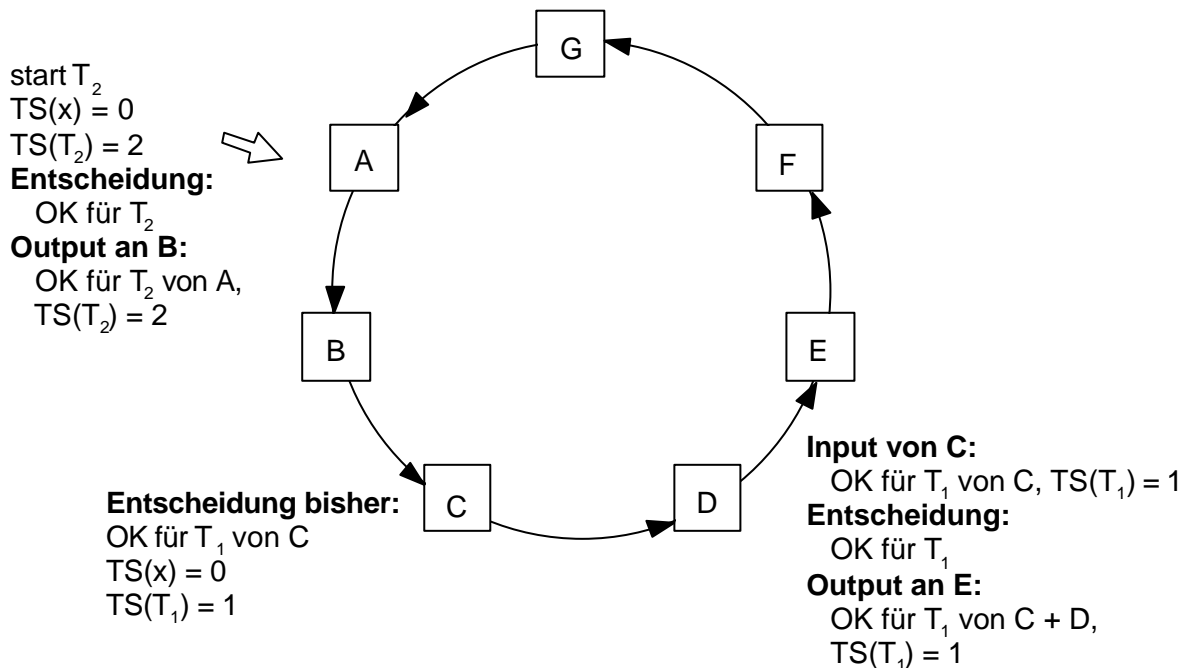 G
start T₂
TS(x) = 0
TS(T₂) = 2
Entscheidung:
OK für T₂
Output an B:
OK für T₂ von A,
TS(T₂) = 2
A
F
B
E
Entscheidung bisher:
OK für T₁ von C
TS(x) = 0
TS(T₁) = 1
C
D
Input von C:
OK für T₁ von C, TS(T₁) = 1
Entscheidung:
OK für T₁
Output an E:
OK für T₁ von C + D,
TS(T₁) = 1